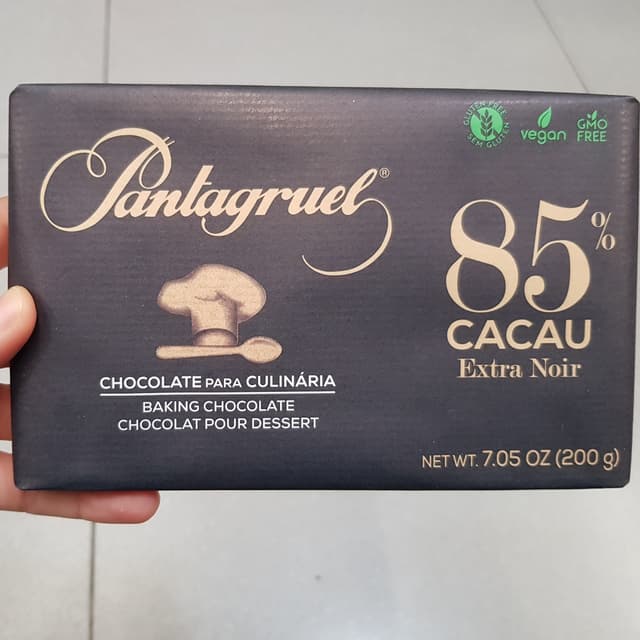 GLUTEN FREE
SEM GLUTEN
vegan
GMO
FREE
Pantagruel®
85%
CACAU
Extra Noir
CHOCOLATE PARA CULINÁRIA
BAKING CHOCOLATE
CHOCOLAT POUR DESSERT
NET WT. 7.05 OZ (200 g)